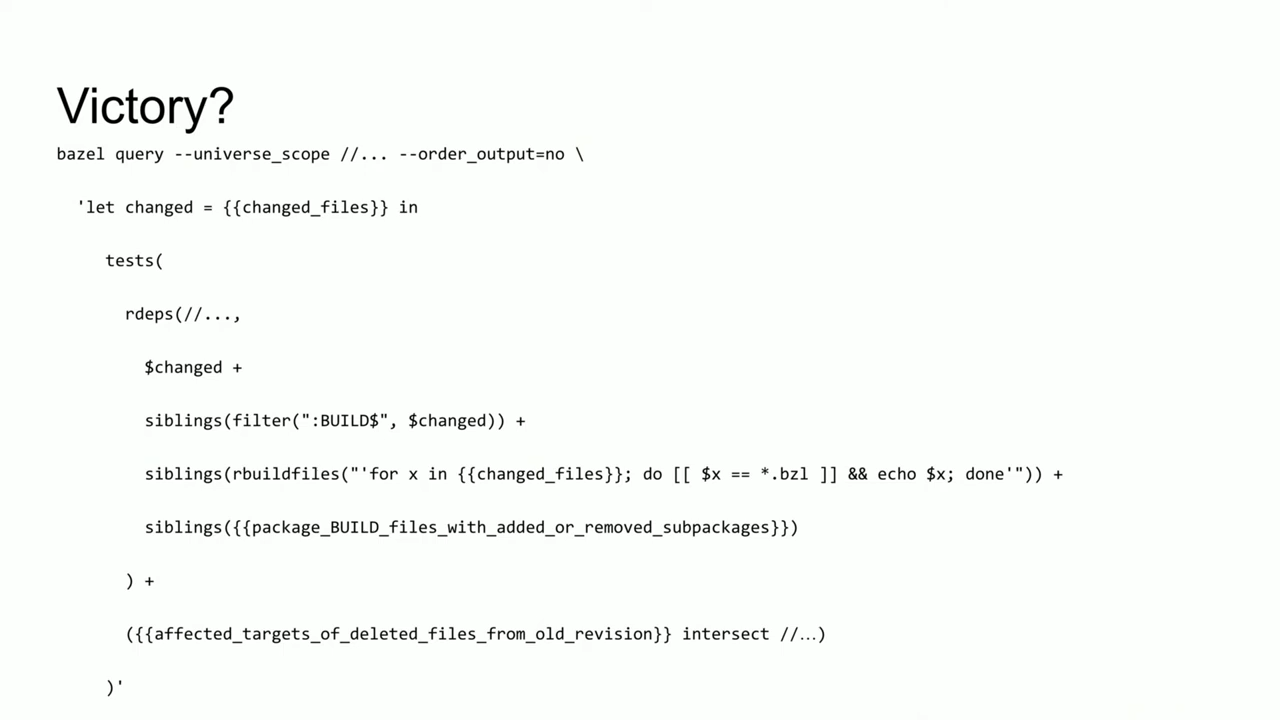 Victory?
bazel query --universe_scope //... --order_output=no \
'let changed = {{changed_files}} in
tests(
rdeps(//...,
$changed +
siblings(filter(":BUILD$", $changed)) +
siblings(rbuildfiles("'for x in {{changed_files}}; do [[ $x == *.bzl ]] && echo $x; done'")) +
siblings({{package_BUILD_files_with_added_or_removed_subpackages}})
) +
({{affected_targets_of_deleted_files_from_old_revision}} intersect //…)
)'